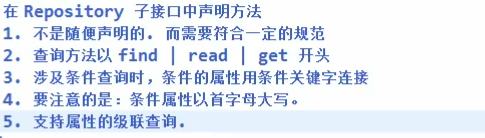 在 Repository 子接口中声明方法
1. 不是随便声明的. 而需要符合一定的规范
2. 查询方法以 find | read | get 开头
3. 涉及条件查询时，条件的属性用条件关键字连接
4. 要注意的是：条件属性以首字母大写。
5. 支持属性的级联查询.